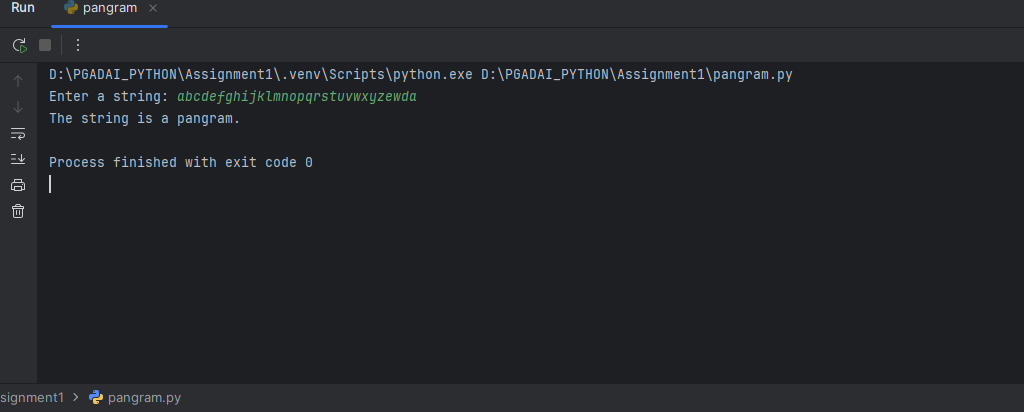 Run pangram
D:\PGADAI_PYTHON\Assignment1\.venv\Scripts\python.exe D:\PGADAI_PYTHON\Assignment1\pangram.py
Enter a string: abcdefghijklmnopqrstuvwxyzewda
The string is a pangram.
Process finished with exit code 0
signment1 > pangram.py